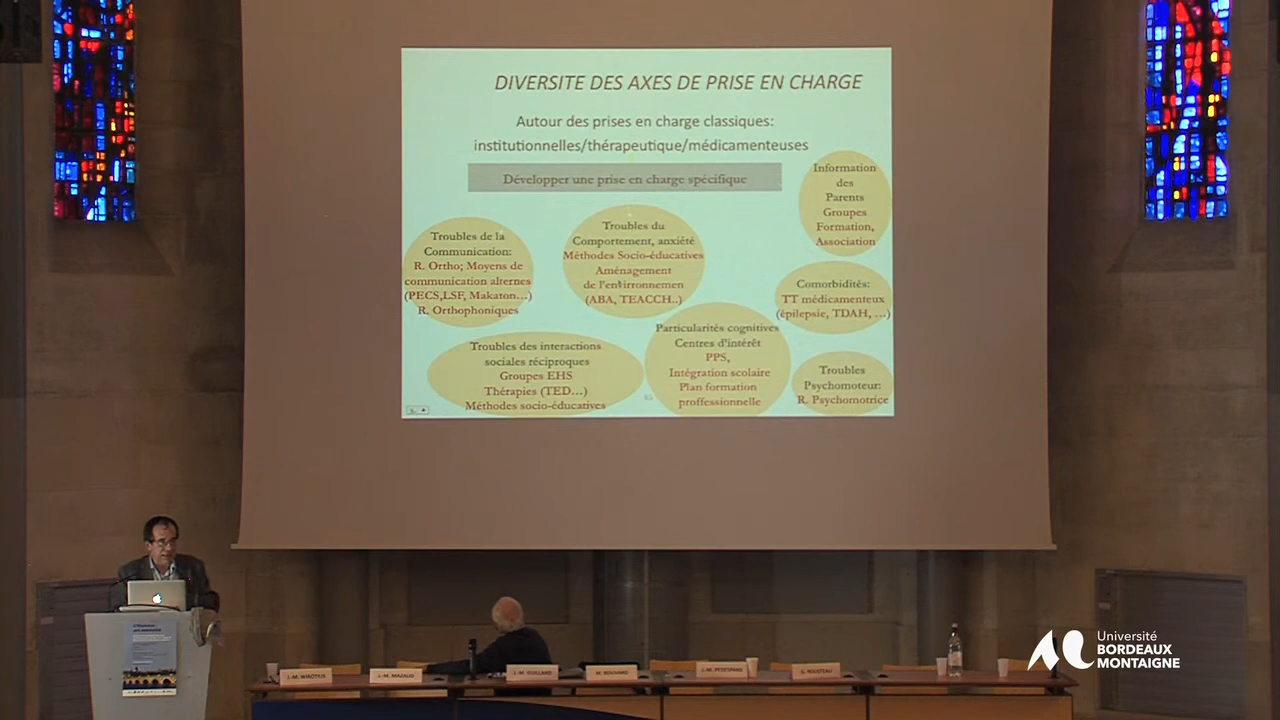 DIVERSITE DES AXES DE PRISE EN CHARGE
Autour des prises en charge classiques:
institutionnelles/thérapeutique/médicamenteuses
Développer une prise en charge spécifique
Information
des
Parents
Groupes
Formation,
Association
Troubles de la
Communication:
R. Ortho; Moyens de
communication alternes
(PECS,LSF, Makaton...)
R. Orthophoniques
Troubles du
Comportement, anxiété
Méthodes Socio-éducatives
Aménagement
de l'environnemen
(ABA, TEACCH..)
Comorbidités:
TT médicamenteux
(épilepsie, TDAH, ...)
Troubles des interactions
sociales réciproques
Groupes EHS
Thérapies (TED...)
Méthodes socio-éducatives
Particularités cognitives
Centres d'intérêt
PPS,
Intégration scolaire
Plan formation
proffessionnelle
Troubles
Psychomoteur:
R. Psychomotrice
65
J.-M. MAZAUX
M. BOUVARD
Université
BORDEAUX
MONTAIGNE